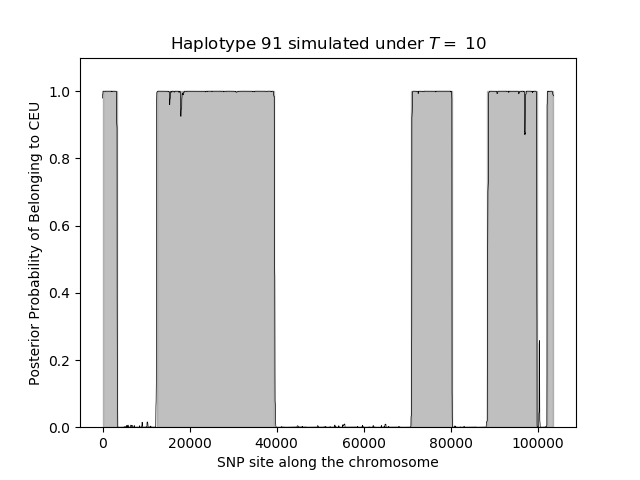 Haplotype 91 simulated under T = 10
Posterior Probability of Belonging to CEU
1.0
0.8
0.6
0.4
0.2
0.0
0 20000 40000 60000 80000 100000
SNP site along the chromosome